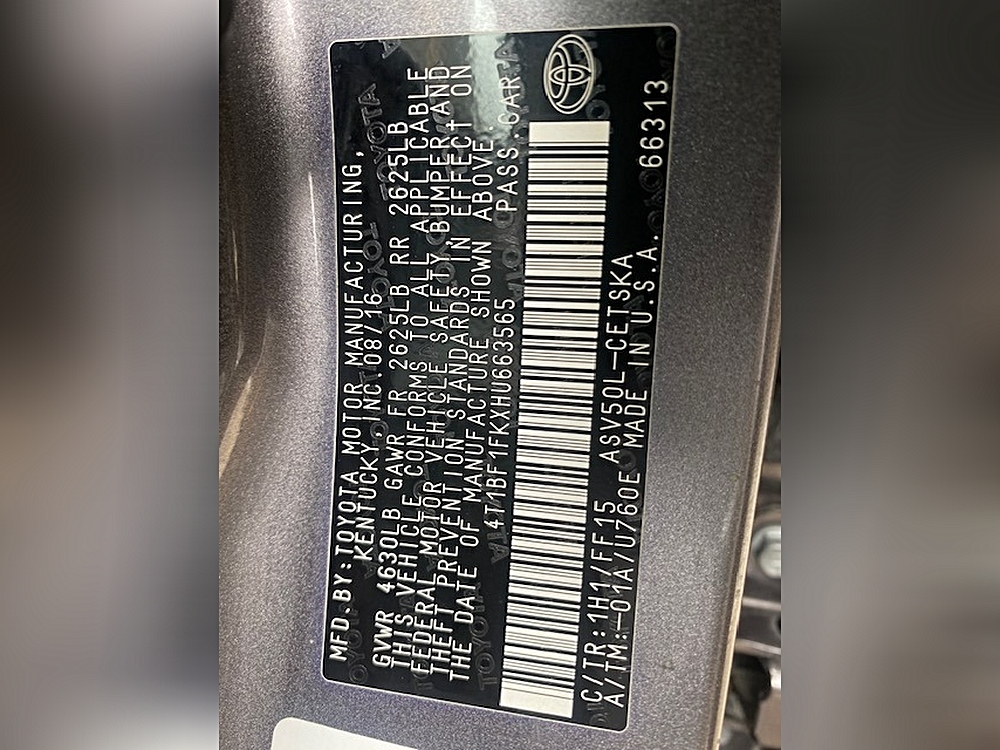 MFD.BY:TOYOTA MOTOR MANUFACTURING,
KENTUCKY, INC.08/16
GVWR 4630LB GAWR FR 2625LB RR 2625LB
THIS VEHICLE CONFORMS TO ALL APPLICABLE
FEDERAL MOTOR VEHICLE SAFETY, BUMPER, AND
THEFT PREVENTION STANDARDS IN EFFECT ON
THE DATE OF MANUFACTURE SHOWN ABOVE.
4T1BF1FKXHU663565 PASS.CAR
C/TR:1H1/FF15 ASV50L-CETSKA
A/TM:-01A/U760E MADE IN U.S.A. 066313